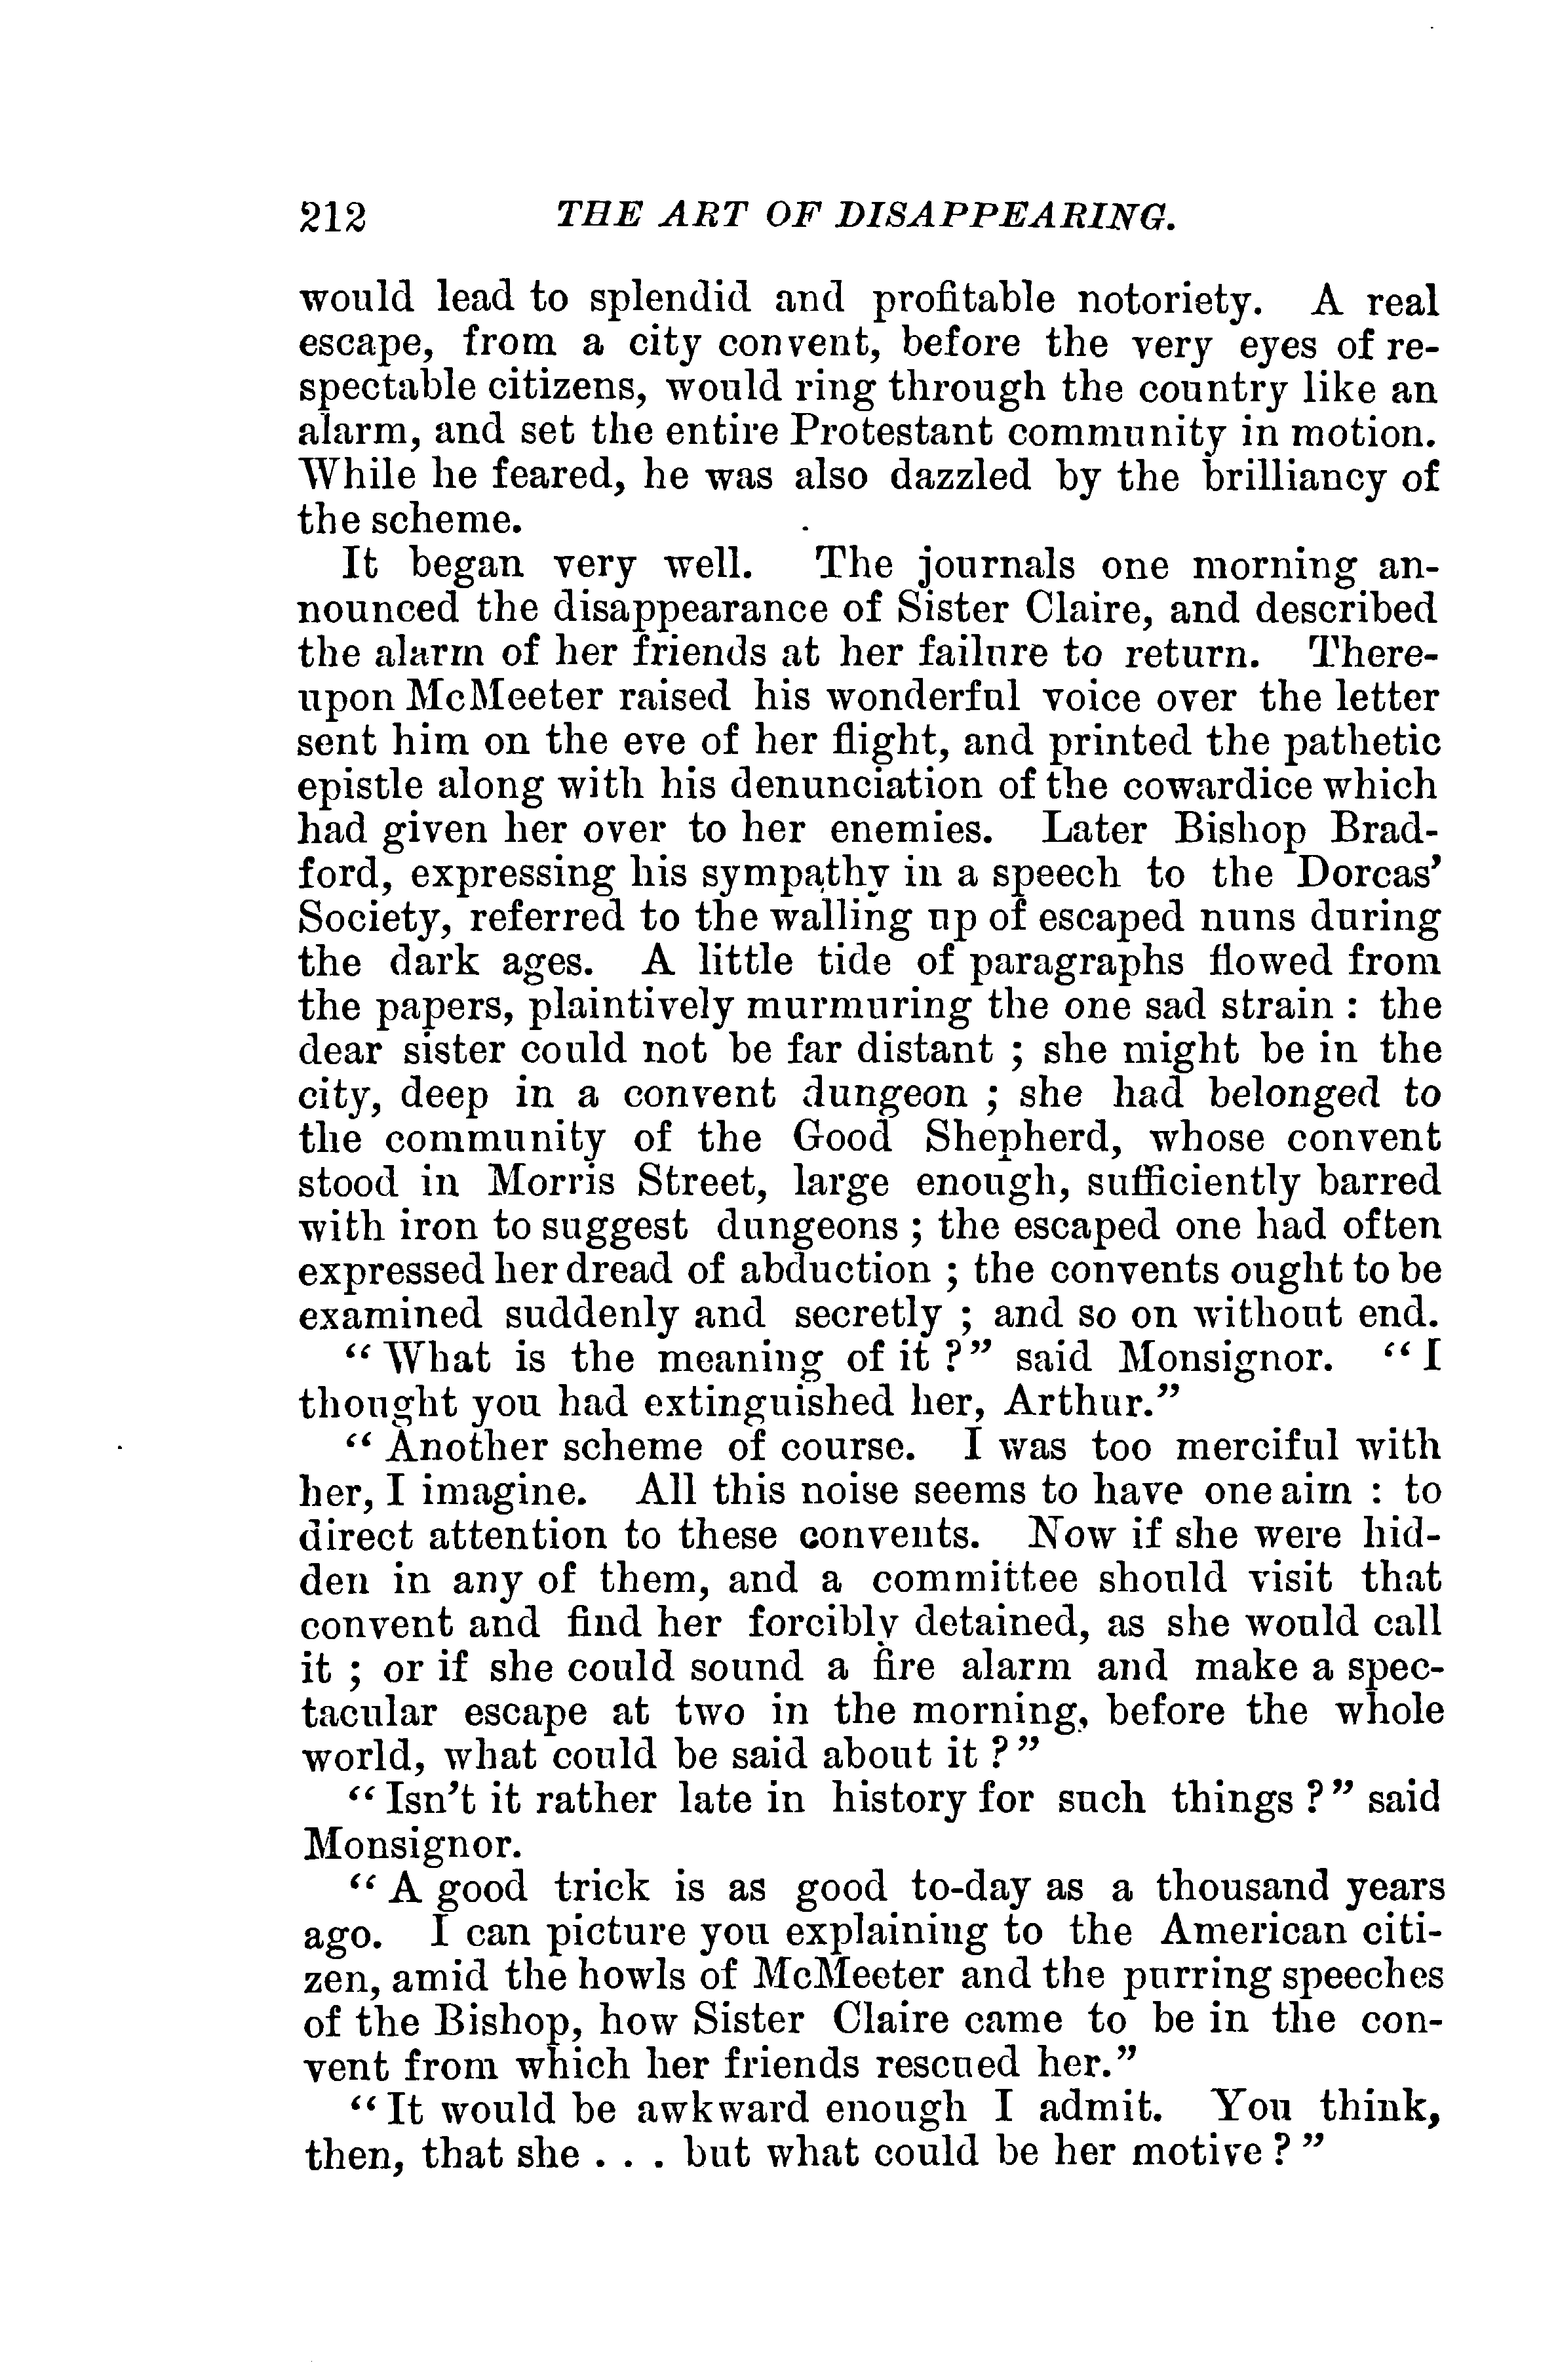 212 THE ART OF DISAPPEARING.
would lead to splendid and profitable notoriety. A real
escape, from a city convent, before the very eyes of re-
spectable citizens, would ring through the country like an
alarm, and set the entire Protestant community in motion.
While he feared, he was also dazzled by the brilliancy of
the scheme.
It began very well. The journals one morning an-
nounced the disappearance of Sister Claire, and described
the alarm of her friends at her failure to return. There-
upon McMeeter raised his wonderful voice over the letter
sent him on the eve of her flight, and printed the pathetic
epistle along with his denunciation of the cowardice which
had given her over to her enemies. Later Bishop Brad-
ford, expressing his sympathy in a speech to the Dorcas'
Society, referred to the walling up of escaped nuns during
the dark ages. A little tide of paragraphs flowed from
the papers, plaintively murmuring the one sad strain : the
dear sister could not be far distant ; she might be in the
city, deep in a convent dungeon ; she had belonged to
the community of the Good Shepherd, whose convent
stood in Morris Street, large enough, sufficiently barred
with iron to suggest dungeons ; the escaped one had often
expressed her dread of abduction ; the convents ought to be
examined suddenly and secretly ; and so on without end.
“ What is the meaning of it ?” said Monsignor. “ I
thought you had extinguished her, Arthur.”
“ Another scheme of course. I was too merciful with
her, I imagine. All this noise seems to have one aim : to
direct attention to these convents. Now if she were hid-
den in any of them, and a committee should visit that
convent and find her forcibly detained, as she would call
it ; or if she could sound a fire alarm and make a spec-
tacular escape at two in the morning, before the whole
world, what could be said about it ?”
“ Isn't it rather late in history for such things ?” said
Monsignor.
“ A good trick is as good to-day as a thousand years
ago. I can picture you explaining to the American citi-
zen, amid the howls of McMeeter and the purring speeches
of the Bishop, how Sister Claire came to be in the con-
vent from which her friends rescued her.”
“ It would be awkward enough I admit. You think,
then, that she . . . but what could be her motive ? ”